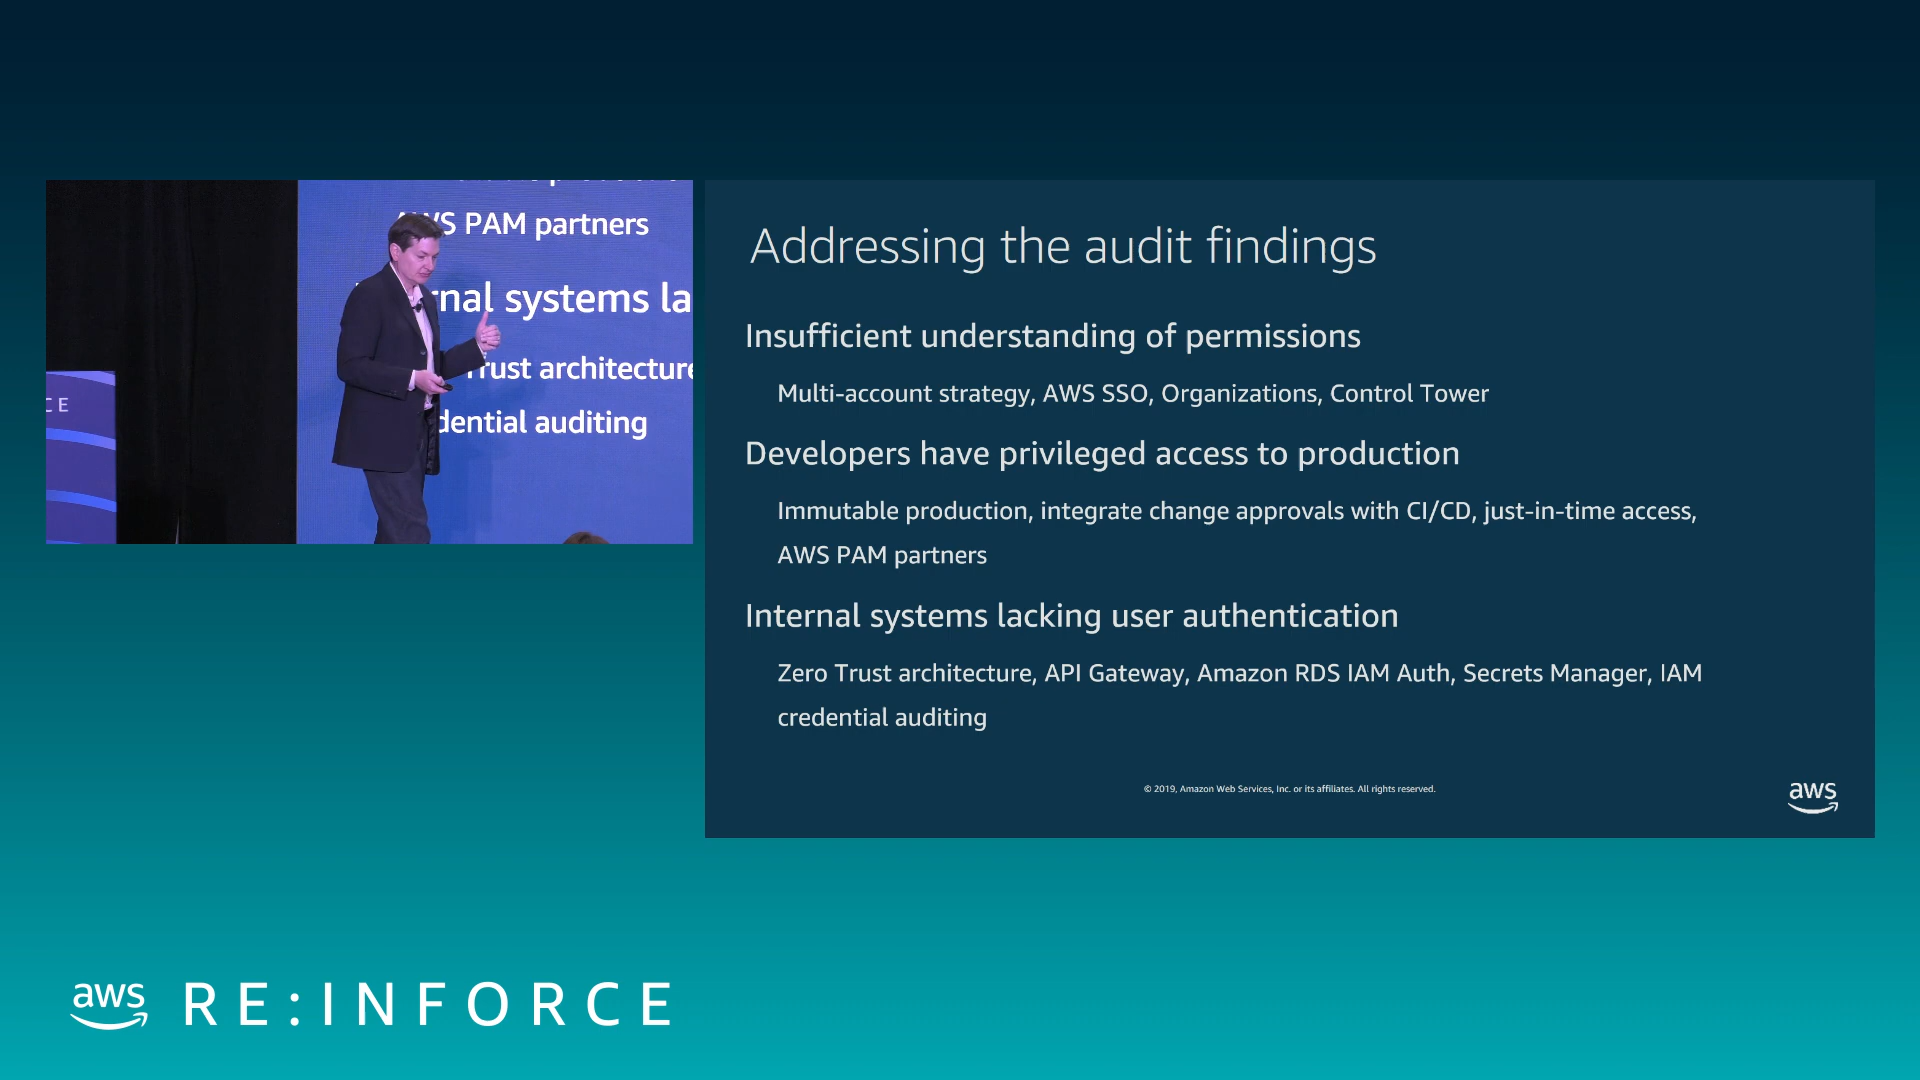 AWS PAM partners
rnal systems la
Trust architecture
dential auditing
CE
Addressing the audit findings
Insufficient understanding of permissions
Multi-account strategy, AWS SSO, Organizations, Control Tower
Developers have privileged access to production
Immutable production, integrate change approvals with CI/CD, just-in-time access,
AWS PAM partners
Internal systems lacking user authentication
Zero Trust architecture, API Gateway, Amazon RDS IAM Auth, Secrets Manager, IAM
credential auditing
© 2019, Amazon Web Services, Inc. or its affiliates. All rights reserved.
aws
aws RE:INFORCE